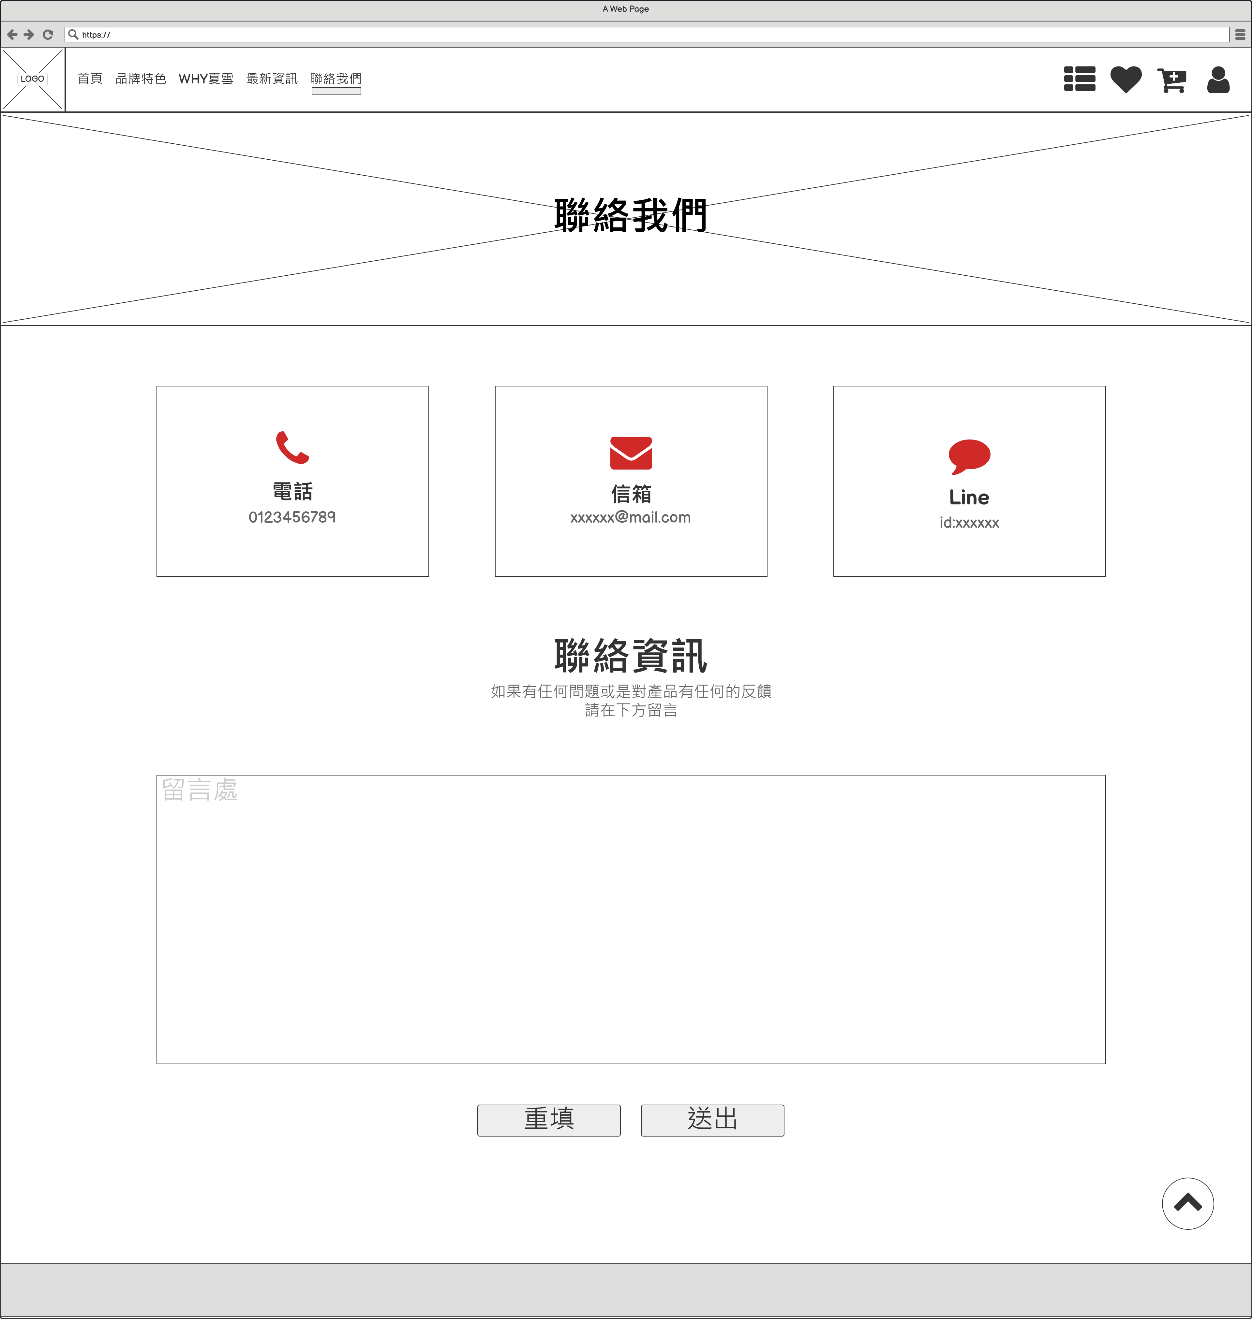 A Web Page
https://
LOGO
首頁 品牌特色 WHY夏雪 最新資訊 聯絡我們
聯絡我們
電話
0123456789
信箱
xxxxxx@mail.com
Line
id:xxxxxx
聯絡資訊
如果有任何問題或是對產品有任何的反饋
請在下方留言
留言處
重填 送出